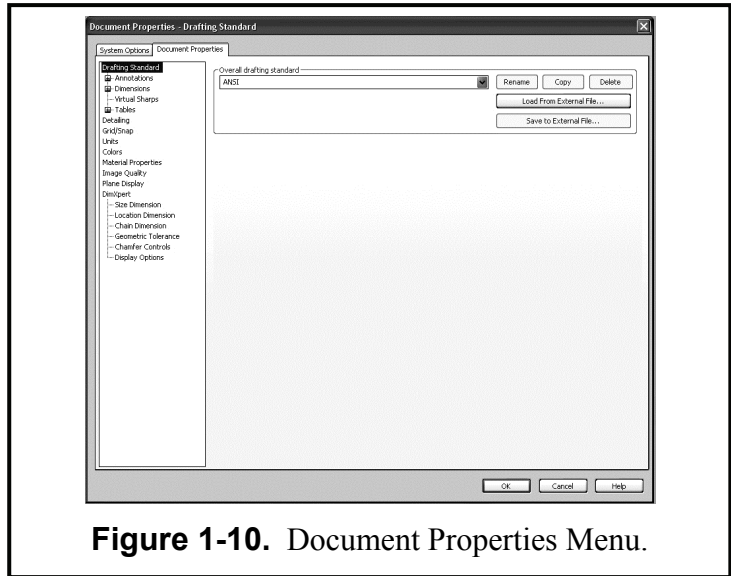 Document Properties - Drafting Standard
System Options Document Properties
Drafting Standard
Annotations
Dimensions
Virtual Sharps
Tables
Detailing
Grid/Snap
Units
Colors
Material Properties
Image Quality
Plane Display
DimXpert
Size Dimension
Location Dimension
Chain Dimension
Geometric Tolerance
Chamfer Controls
Display Options
Overall drafting standard
ANSI
Rename Copy Delete
Load From External File...
Save to External File...
OK Cancel Help
Figure 1-10. Document Properties Menu.